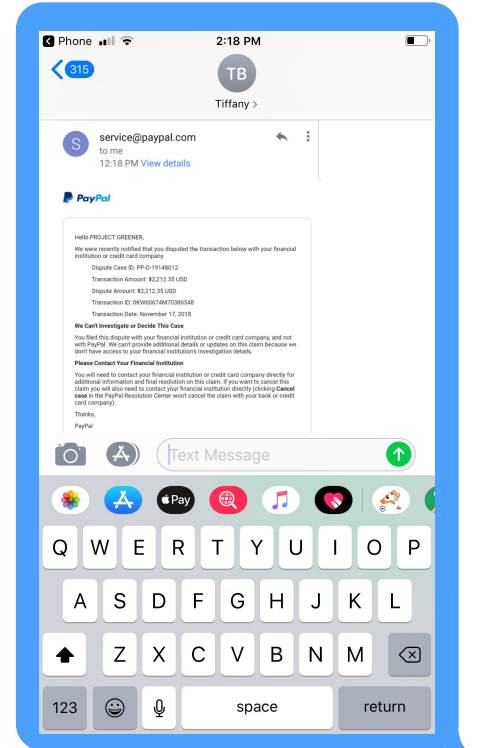 Phone
2:18 PM
315
TB
Tiffany >
S
service@paypal.com
to me
12:18 PM View details
PayPal
Hello PROJECT GREENER,
We were recently notified that you disputed the transaction below with your financial
institution or credit card company.
Dispute Case ID: PP-D-19148012
Transaction Amount: $2,212.35 USD
Dispute Amount: $2,212.35 USD
Transaction ID: 0KW60674M70386548
Transaction Date: November 17, 2018
We Can't Investigate or Decide This Case
You filed this dispute with your financial institution or credit card company, and not
with PayPal. We can't provide additional details or updates on this claim because we
don't have access to your financial institution's investigation details.
Please Contact Your Financial Institution
You will need to contact your financial institution or credit card company directly for
additional information and final resolution on this claim. If you want to cancel this
claim you will also need to contact your financial institution directly (clicking Cancel
case in the PayPal Resolution Center won't cancel the claim with your bank or credit
card company).
Thanks,
PayPal
Text Message
Pay
Q W E R T Y U I O P
A S D F G H J K L
Z X C V B N M
123 space return